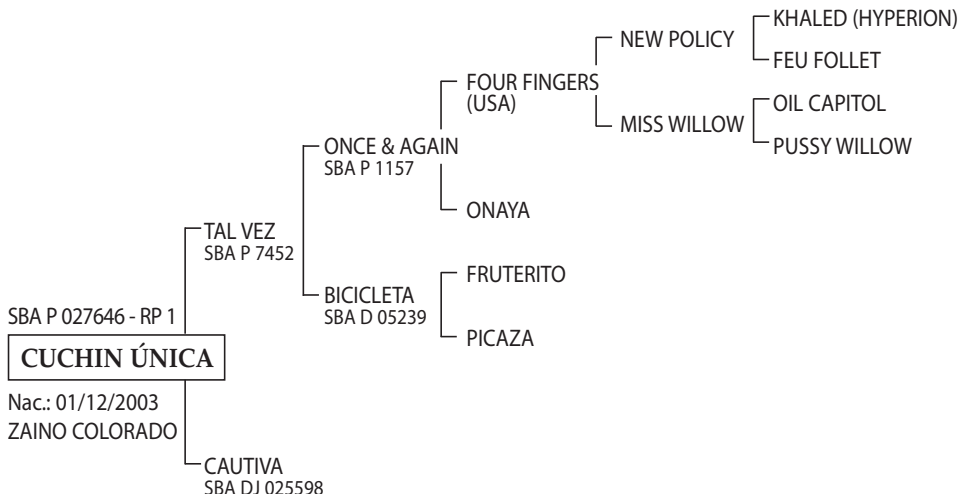 KHALED (HYPERION)
NEW POLICY
FEU FOLLET
FOUR FINGERS
(USA)
OIL CAPITOL
MISS WILLOW
PUSSY WILLOW
ONCE & AGAIN
SBA P 1157
ONAYA
TAL VEZ
SBA P 7452
FRUTERITO
BICICLETA
SBA D 05239
PICAZA
SBA P 027646 - RP 1
CUCHIN ÚNICA
Nac.: 01/12/2003
ZAINO COLORADO
CAUTIVA
SBA DJ 025598